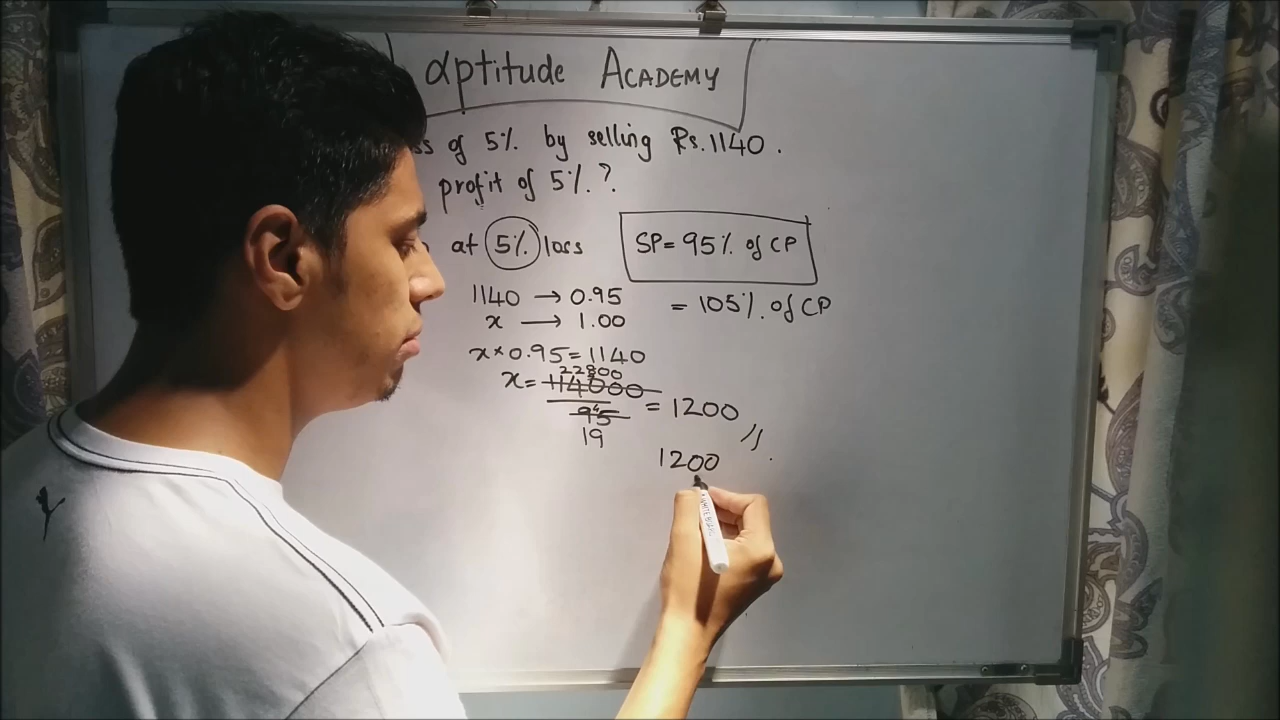 aptitude ACADEMY
of 5% by selling Rs.1140.
profit of 5%.?
at 5% loss SP = 95% of CP
1140 → 0.95 = 105% of CP
x → 1.00
x * 0.95 = 1140
22800
x = 114000 = 1200 //.
95
19
1200